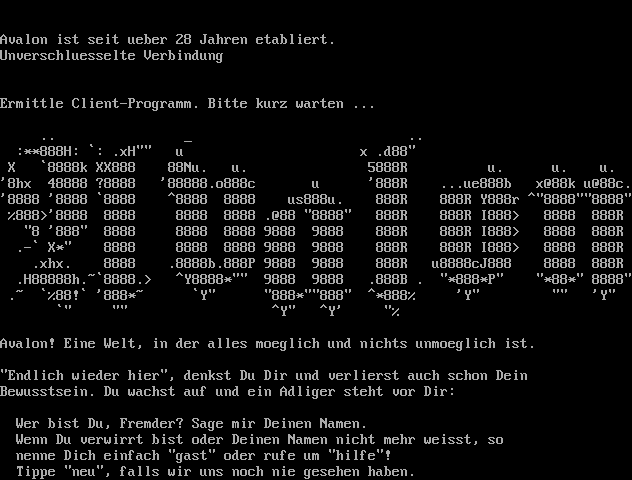 Avalon ist seit ueber 28 Jahren etabliert.
Unverschluesselte Verbindung
Ermittle Client-Programm. Bitte kurz warten ...
Avalon
Avalon! Eine Welt, in der alles moeglich und nichts unmoeglich ist.
"Endlich wieder hier", denkst Du Dir und verlierst auch schon Dein
Bewusstsein. Du wachst auf und ein Adliger steht vor Dir:
Wer bist Du, Fremder? Sage mir Deinen Namen.
Wenn Du verwirrt bist oder Deinen Namen nicht mehr weisst, so
nenne Dich einfach "gast" oder rufe um "hilfe"!
Tippe "neu", falls wir uns noch nie gesehen haben.